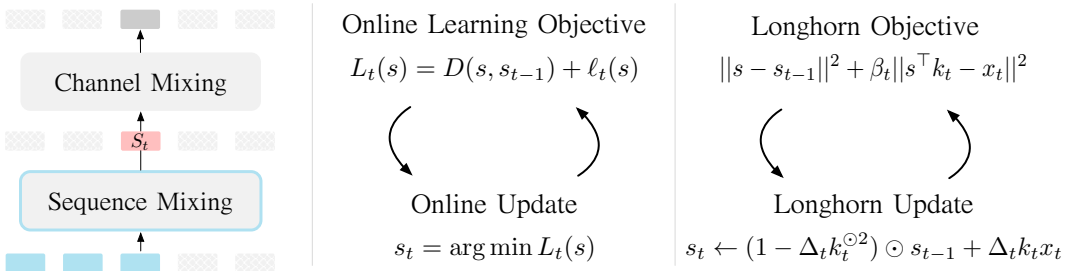 Channel Mixing
S_t
Sequence Mixing
Online Learning Objective
L_t(s) = D(s, s_{t−1}) + ℓ_t(s)
Online Update
s_t = arg min L_t(s)
Longhorn Objective
||s − s_{t−1}||^2 + β_t||s^⊤k_t − x_t||^2
Longhorn Update
s_t ← (1 − Δ_t k_t^{⊙2}) ⊙ s_{t−1} + Δ_t k_t x_t